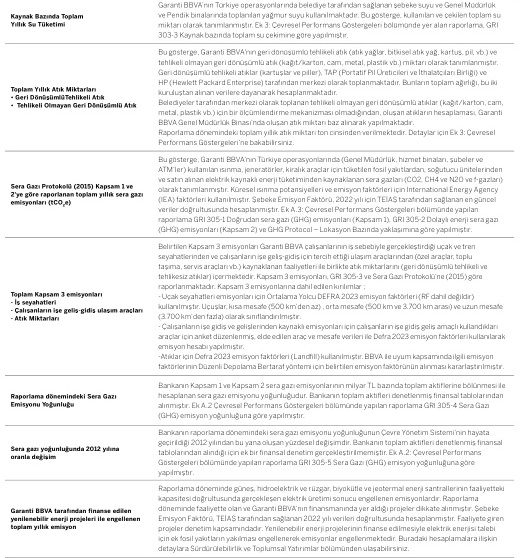 Kaynak Bazında Toplam
Yıllık Su Tüketimi
Garanti BBVA'nın Türkiye operasyonlarında belediye tarafından sağlanan şebeke suyu ve Genel Müdürlük
ve Pendik binalarında toplanılan yağmur suyu kullanılmaktadır. Bu gösterge, kullanılan ve çekilen toplam su
miktarı olarak tanımlanmıştır. Ek 3; Çevresel Performans Göstergeleri bölümünde yer alan raporlama, GRI
303-3 Kaynak bazında toplam su çekimine göre yapılmıştır.
Toplam Yıllık Atık Miktarları
• Geri DönüşümlüTehlikeli Atık
• Tehlikeli Olmayan Geri Dönüşümlü Atık
Bu gösterge, Garanti BBVA'nın geri dönüşümlü tehlikeli atık (atık yağlar, bitkisel atık yağ, kartuş, pil, vb.) ve
tehlikeli olmayan geri dönüşümlü atık (kağıt/karton, cam, metal, plastik vb.) miktarı olarak tanımlanmıştır.
Geri dönüşümlü tehlikeli atıklar (kartuşlar ve piller), TAP (Portatif Pil Üreticileri ve İthalatçıları Birliği) ve
HP (Hewlett Packard Enterprise) tarafından merkezi olarak toplanmaktadır. Bunların toplam ağırlığı, bu iki
kuruluştan alınan verilere dayanarak hesaplanmaktadır.
Belediyeler tarafından merkezi olarak toplanan tehlikeli olmayan geri dönüşümlü atıklar (kağıt/karton, cam,
metal, plastik vb.) için bir ölçümlendirme mekanizması olmadığından, oluşan atıkların hesaplaması, Garanti
BBVA Genel Müdürlük Binası'nda oluşan atık miktarı baz alınarak yapılmaktadır.
Raporlama dönemindeki toplam yıllık atık miktarı ton cinsinden verilmektedir. Detaylar için Ek 3: Çevresel
Performans Göstergeleri'ne bakabilirsiniz.
Sera Gazı Protokolü (2015) Kapsam 1 ve
2'ye göre raporlanan toplam yıllık sera gazı
emisyonları (tCO₂e)
Bu gösterge, Garanti BBVA'nın Türkiye operasyonlarında (Genel Müdürlük, hizmet binaları, şubeler ve
ATM'ler) kullanılan ısınma, jeneratörler, kiralık araçlar için tüketilen fosil yakıtlardan, soğutucu ünitelerinden
ve satın alınan elektrik kaynaklı enerji tüketiminden kaynaklanan sera gazları (CO2, CH4 ve N2O ve f-gazları)
olarak tanımlanmıştır. Küresel ısınma potansiyelleri ve emisyon faktörleri için International Energy Agency
(IEA) faktörleri kullanılmıştır. Şebeke Emisyon Faktörü, 2022 yılı için TEİAŞ tarafından sağlanan en güncel
veriler doğrultusunda hesaplanmıştır. Ek A.3: Çevresel Performans Göstergeleri bölümünde yapılan
raporlama GRI 305-1 Doğrudan sera gazı (GHG) emisyonları (Kapsam 1), GRI 305-2 Dolaylı enerji sera gazı
(GHG) emisyonları (Kapsam 2) ve GHG Protocol – Lokasyon Bazında yaklaşımına göre yapılmıştır.
Toplam Kapsam 3 emisyonları
- İş seyahatleri
- Çalışanların işe geliş-gidiş ulaşım araçları
- Atık Miktarları
Belirtilen Kapsam 3 emisyonları Garanti BBVA çalışanlarının iş sebebiyle gerçekleştirdiği uçak ve tren
seyahatlerinden ve çalışanların işe geliş-gidiş için tercih ettiği ulaşım araçlarından (özel araçlar, toplu
taşıma, servis araçları vb.) kaynaklanan faaliyetler ile birlikte atık miktarlarını (geri dönüşümlü tehlikeli ve
tehlikesiz atıklar) içermektedir. Kapsam 3 emisyonları, GRI 305-3 ve Sera Gazı Protokolü'ne (2015) göre
raporlanmaktadır. Kapsam 3 emisyonlarına dahil edilen kırılımlar ;
- Uçak seyahatleri emisyonları için Ortalama Yolcu DEFRA 2023 emisyon faktörleri (RF dahil değildir)
kullanılmıştır. Uçuşlar, kısa mesafe (500 km'den az) , orta mesafe (500 km ve 3.700 km arası) ve uzun mesafe
(3.700 km'den fazla) olarak sınıflandırılmıştır.
- Çalışanların işe gidiş ve gelişlerinden kaynaklı emisyonları için çalışanların işe gidiş geliş amaçlı kullandıkları
araçlar için anket düzenlenmiş, elde edilen araç ve mesafe verileri ile Defra 2023 emisyon faktörleri kullanılarak
emisyon hesabı yapılmıştır.
-Atıklar için Defra 2023 emisyon faktörleri (Landfill) kullanılmıştır. BBVA ile uyum kapsamında ilgili emisyon
faktörlerinin Düzenli Depolama Bertaraf yöntemi için belirtilen emisyon faktörünün alınması kararlaştırılmıştır.
Raporlama dönemindeki Sera Gazı
Emisyonu Yoğunluğu
Bankanın Kapsam 1 ve Kapsam 2 sera gazı emisyonlarının milyar TL bazında toplam aktiflerine bölünmesi ile
hesaplanan sera gazı emisyonu yoğunluğudur. Bankanın toplam aktifleri denetlenmiş finansal tablolarından
alınmıştır. Ek A.2 Çevresel Performans Göstergeleri bölümünde yapılan raporlama GRI 305-4 Sera Gazı
(GHG) emisyon yoğunluğuna göre yapılmıştır.
Sera gazı yoğunluğunda 2012 yılına
oranla değişim
Bankanın raporlama dönemindeki sera gazı emisyonu yoğunluğunun Çevre Yönetim Sistemi'nin hayata
geçirildiği 2012 yılından bu yana oluşan yüzdesel değişimidir. Bankanın toplam aktifleri denetlenmiş finansal
tablolarından alındığı için ek bir finansal denetim gerçekleştirilmemiştir. Ek A.2: Çevresel Performans
Göstergeleri bölümünde yapılan raporlama GRI 305-5 Sera Gazı (GHG) emisyon yoğunluğuna göre
yapılmıştır.
Garanti BBVA tarafından finanse edilen
yenilenebilir enerji projeleri ile engellenen
toplam yıllık emisyon
Raporlama döneminde güneş, hidroelektrik ve rüzgar, biyokütle ve jeotermal enerji santrallerinin faaliyetteki
kapasitesi doğrultusunda gerçekleşen elektrik üretimi sonucu engellenen emisyonlardır. Raporlama
döneminde faaliyette olan ve Garanti BBVA'nın finansmanında yer aldığı projeler dikkate alınmıştır. Şebeke
Emisyon Faktörü, TEİAŞ tarafından sağlanan 2022 yılı verileri doğrultusunda hesaplanmıştır. Faaliyete giren
projeler denetim kapsamındadır. Yenilenebilir enerji projelerinin finanse edilmesiyle elektrik enerjisi talebi
için ek fosil yakıtların yakılması engellenerek emisyonlar engellenmektedir. Buradaki hesaplamalara ilişkin
detaylara Sürdürülebilirlik ve Toplumsal Yatırımlar bölümünden ulaşabilirsiniz.